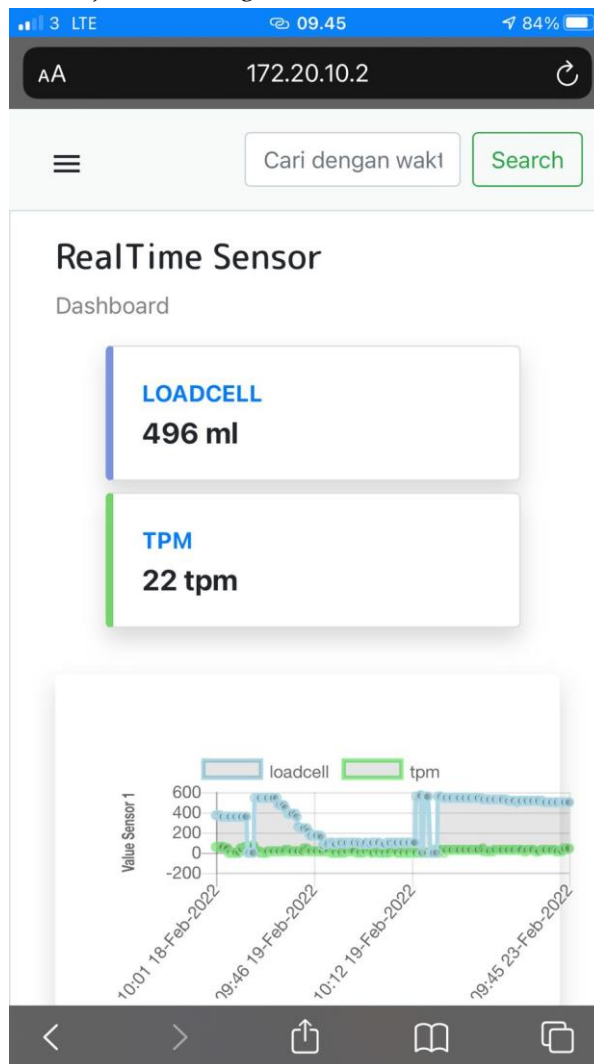 3 LTE 09.45 84%
AA 172.20.10.2
Cari dengan wakt Search
RealTime Sensor
Dashboard
LOADCELL
496 ml
TPM
22 tpm
loadcell tpm
Value Sensor 1
600
400
200
0
-200
10:01 18-Feb-2022
09:46 19-Feb-2022
10:12 19-Feb-2022
09:45 23-Feb-2022